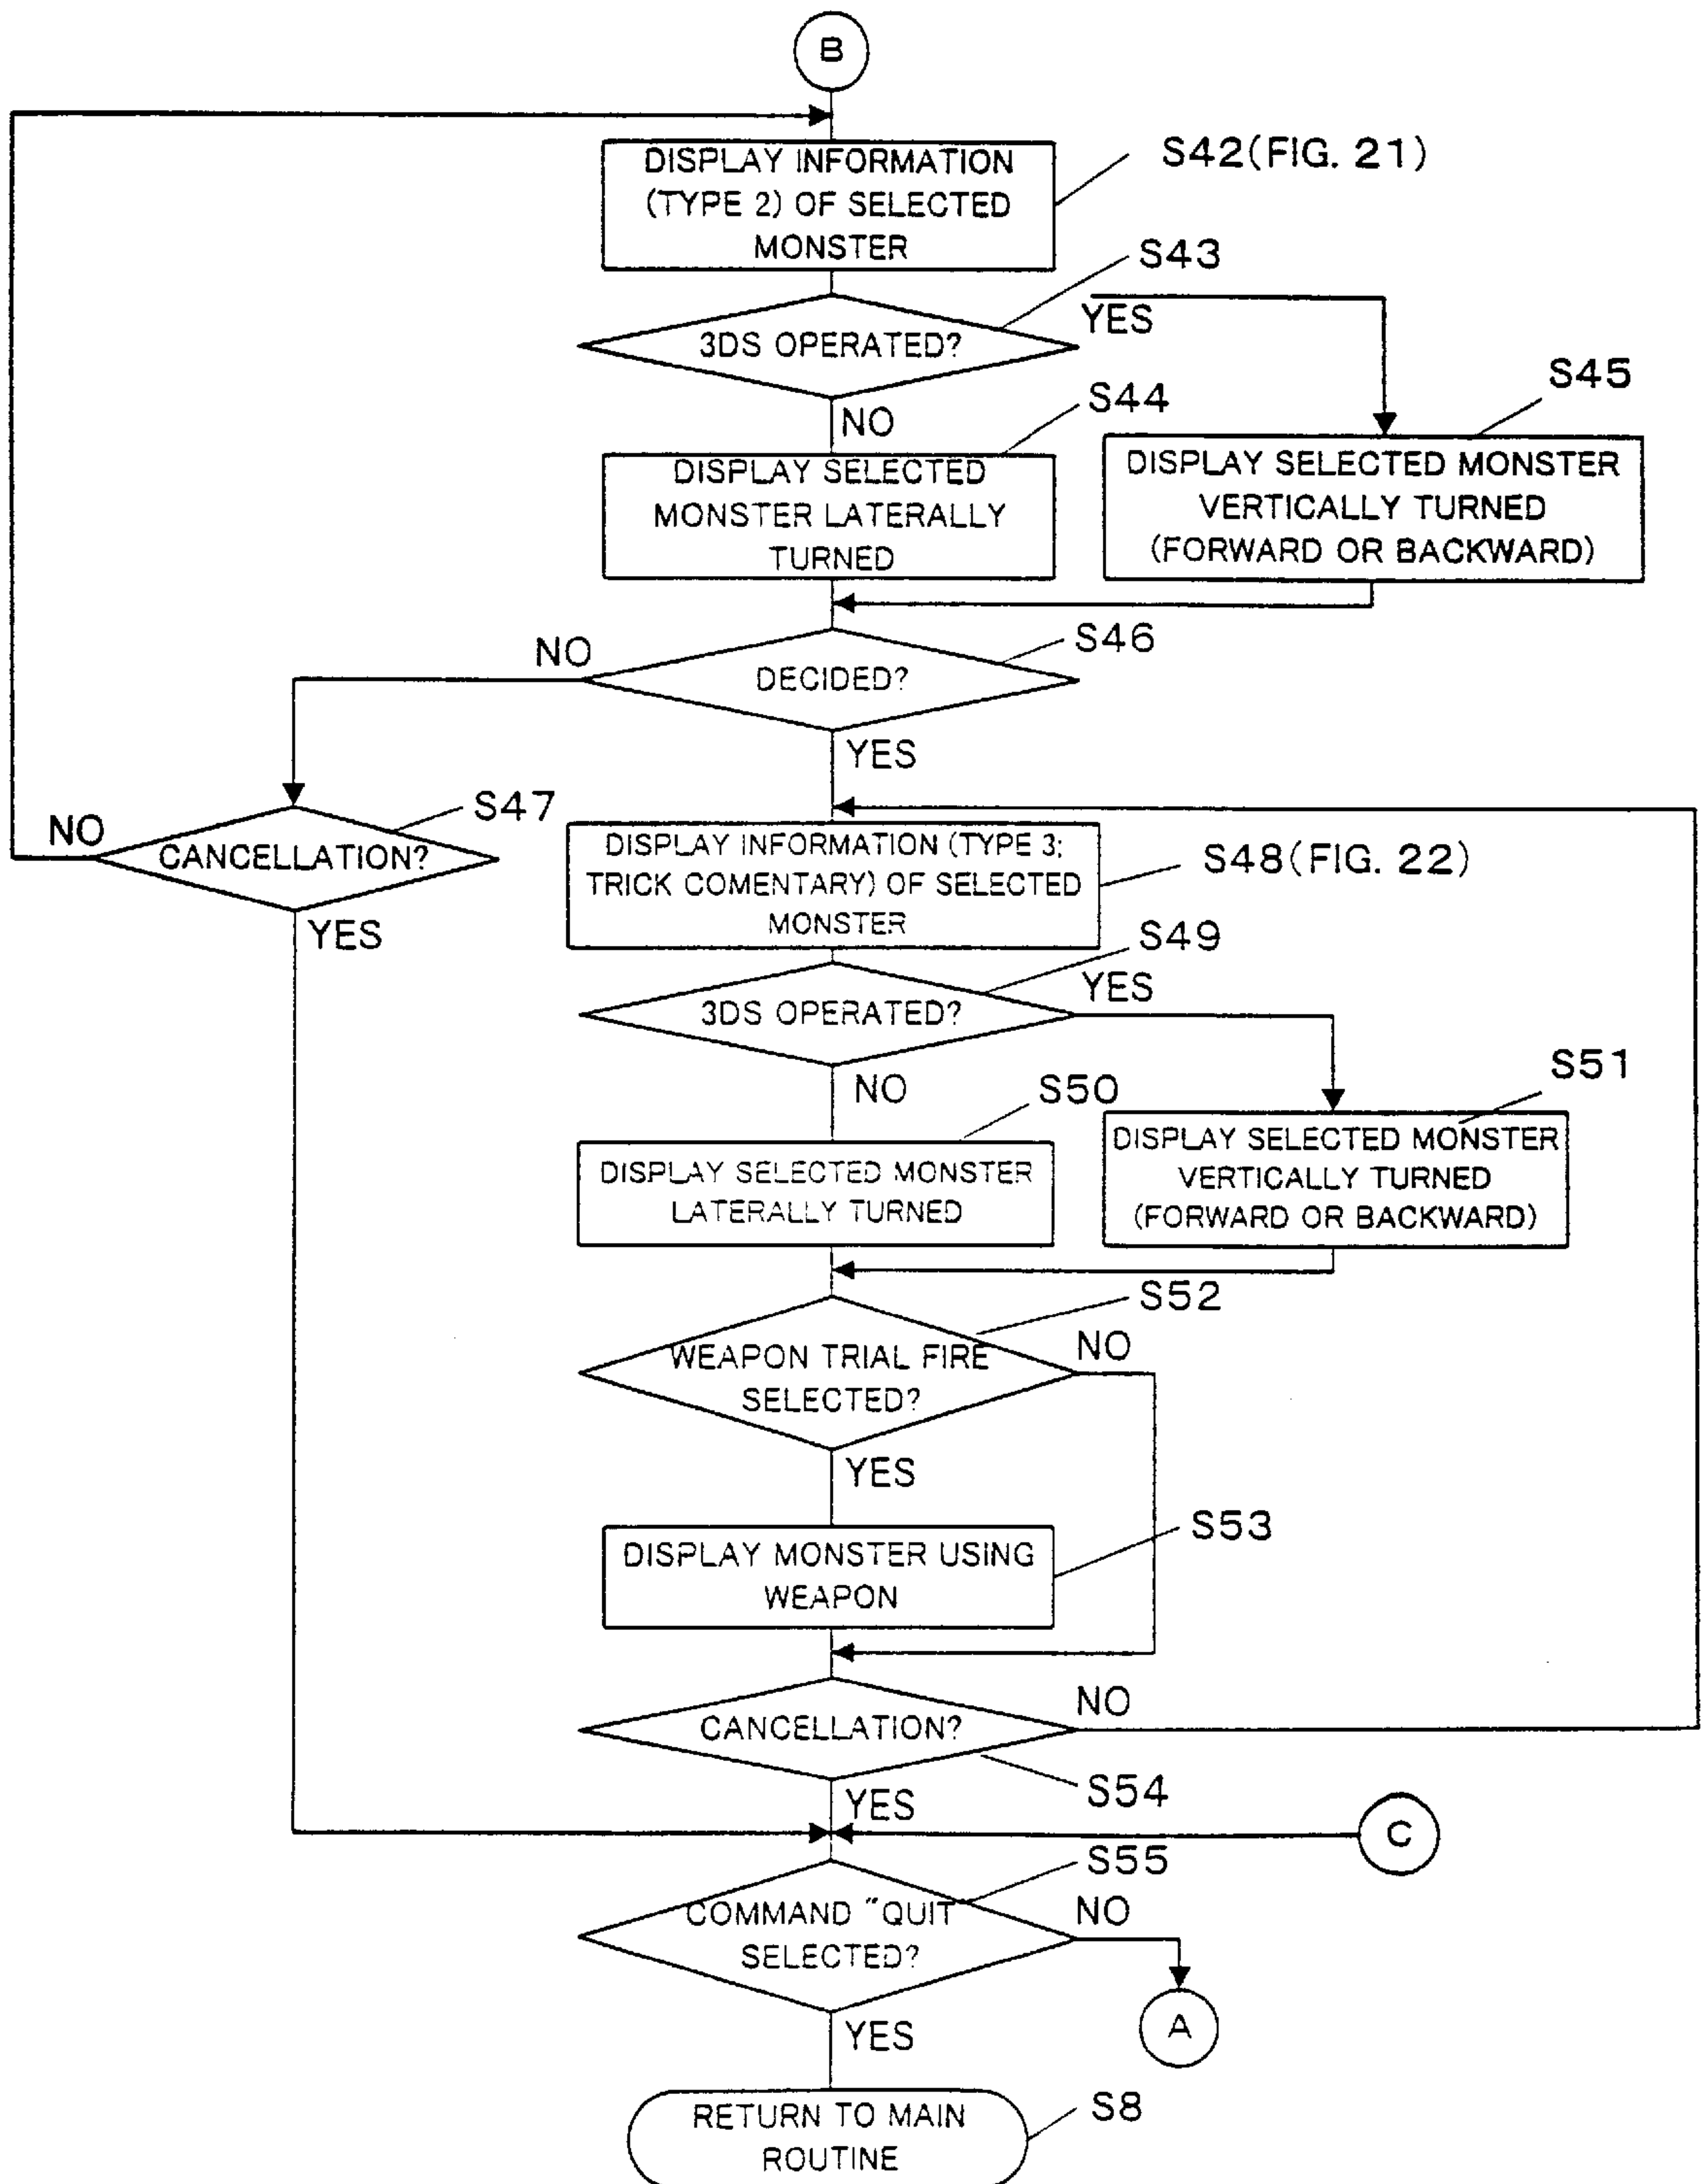 B
DISPLAY INFORMATION
(TYPE 2) OF SELECTED
MONSTER
S42(FIG. 21)
S43
3DS OPERATED?
YES
NO
S44
S45
DISPLAY SELECTED
MONSTER LATERALLY
TURNED
DISPLAY SELECTED MONSTER
VERTICALLY TURNED
(FORWARD OR BACKWARD)
S46
NO
DECIDED?
YES
S47
NO
CANCELLATION?
YES
DISPLAY INFORMATION (TYPE 3;
TRICK COMENTARY) OF SELECTED
MONSTER
S48(FIG. 22)
S49
3DS OPERATED?
YES
NO
S50
S51
DISPLAY SELECTED MONSTER
LATERALLY TURNED
DISPLAY SELECTED MONSTER
VERTICALLY TURNED
(FORWARD OR BACKWARD)
S52
WEAPON TRIAL FIRE
SELECTED?
NO
YES
S53
DISPLAY MONSTER USING
WEAPON
CANCELLATION?
NO
S54
YES
C
S55
COMMAND "QUIT
SELECTED?
NO
A
YES
RETURN TO MAIN
ROUTINE
S8